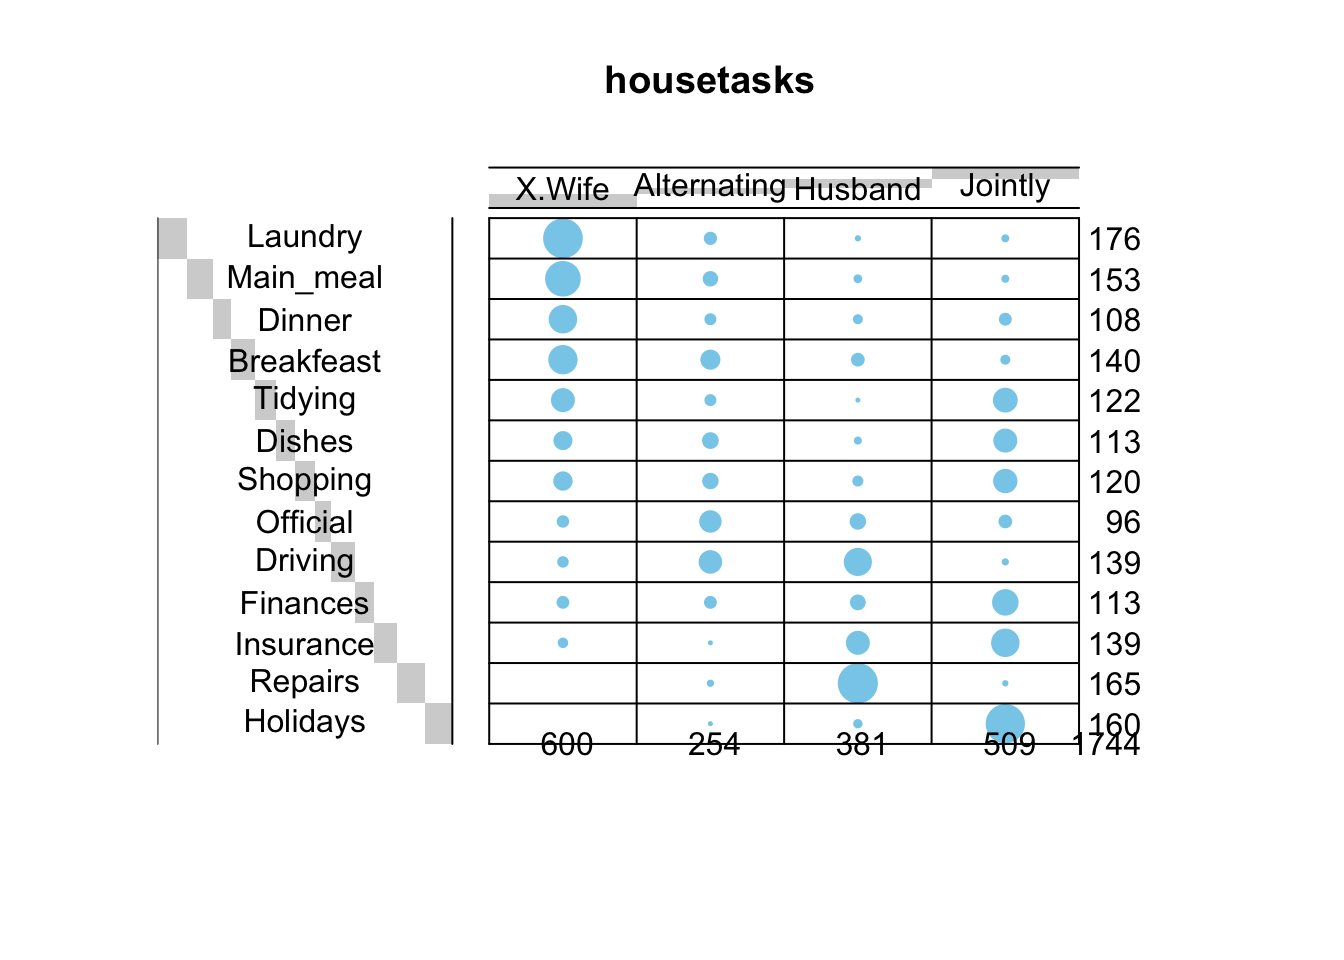 housetasks
X.Wife Alternating Husband Jointly
Laundry 176
Main_meal 153
Dinner 108
Breakfeast 140
Tidying 122
Dishes 113
Shopping 120
Official 96
Driving 139
Finances 113
Insurance 139
Repairs 165
Holidays 160
600 254 381 509 1744